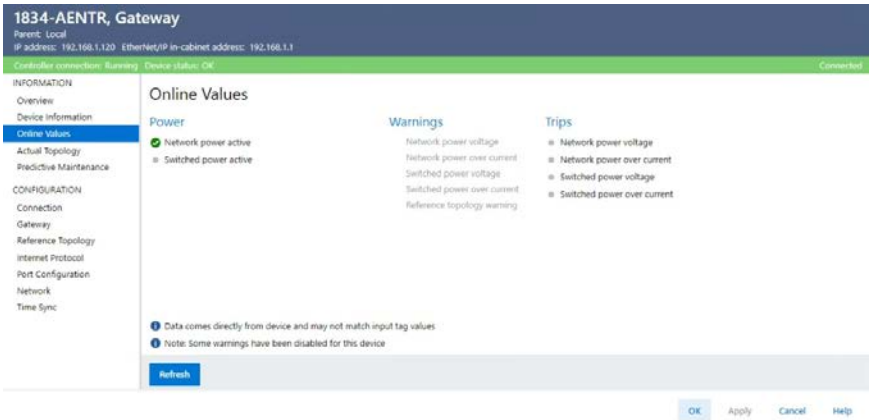 1834-AENTR, Gateway
Parent: Local
IP address: 192.168.1.120 EtherNet/IP in-cabinet address: 192.168.1.1
Controller connection: Running Device status: OK Connected
INFORMATION
Overview
Device Information
Online Values
Actual Topology
Predictive Maintenance
CONFIGURATION
Connection
Gateway
Reference Topology
Internet Protocol
Port Configuration
Network
Time Sync
Online Values
Power
Network power active
Switched power active
Warnings
Network power voltage
Network power over current
Switched power voltage
Switched power over current
Reference topology warning
Trips
Network power voltage
Network power over current
Switched power voltage
Switched power over current
Data comes directly from device and may not match input tag values
Note: Some warnings have been disabled for this device
Refresh
OK Apply Cancel Help